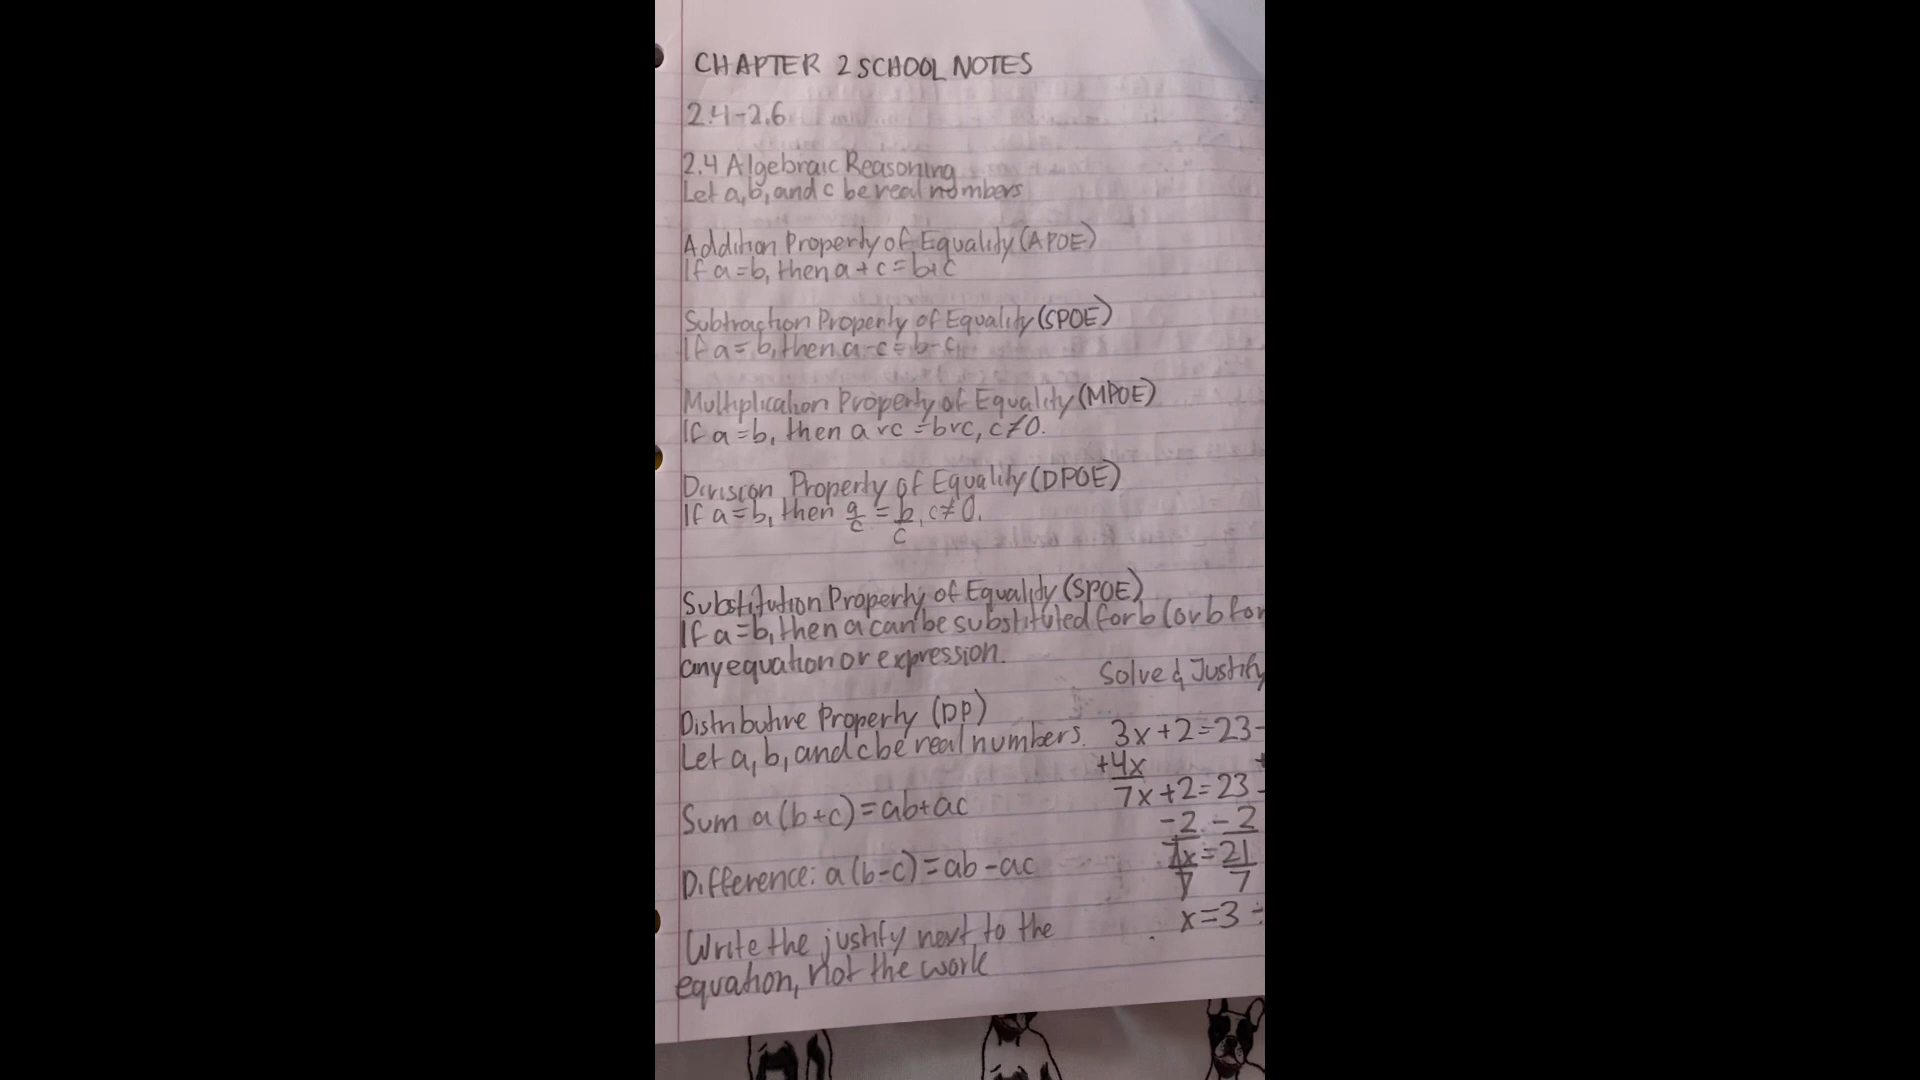 CHAPTER 2 SCHOOL NOTES
2.4-2.6
2.4 Algebraic Reasoning
Let a, b, and c be real numbers
Addition Property of Equality (APOE)
If a = b, then a + c = b + c
Subtraction Property of Equality (SPOE)
If a = b, then a - c = b - c
Multiplication Property of Equality (MPOE)
If a = b, then a · c = b · c, c ≠ 0.
Division Property of Equality (DPOE)
If a = b, then a/c = b/c, c ≠ 0.
Substitution Property of Equality (SPOE)
If a = b, then a can be substituted for b (or b for
any equation or expression.
Distributive Property (DP)
Let a, b, and c be real numbers.
Sum a(b+c) = ab+ac
Difference: a(b-c) = ab-ac
Write the justify next to the
equation, not the work
Solve & Justify
3x + 2 = 23 -
+4x +
7x + 2 = 23 -
-2 - 2
7x = 21
7 7
x = 3 -